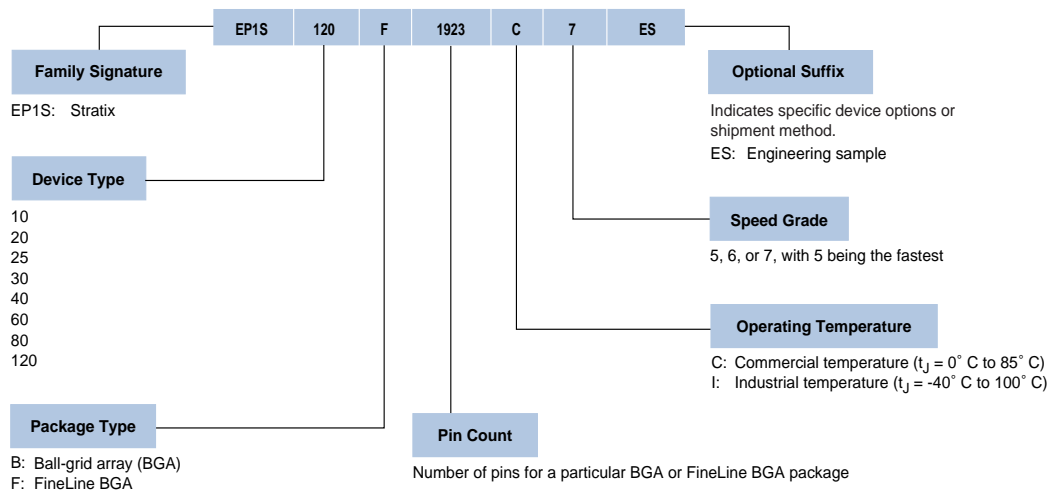 EP1S 120 F 1923 C 7 ES
Family Signature
EP1S: Stratix
Optional Suffix
Indicates specific device options or
shipment method.
ES: Engineering sample
Device Type
10
20
25
30
40
60
80
120
Speed Grade
5, 6, or 7, with 5 being the fastest
Operating Temperature
C: Commercial temperature (tJ = 0˚ C to 85˚ C)
I: Industrial temperature (tJ = -40˚ C to 100˚ C)
Package Type
B: Ball-grid array (BGA)
F: FineLine BGA
Pin Count
Number of pins for a particular BGA or FineLine BGA package